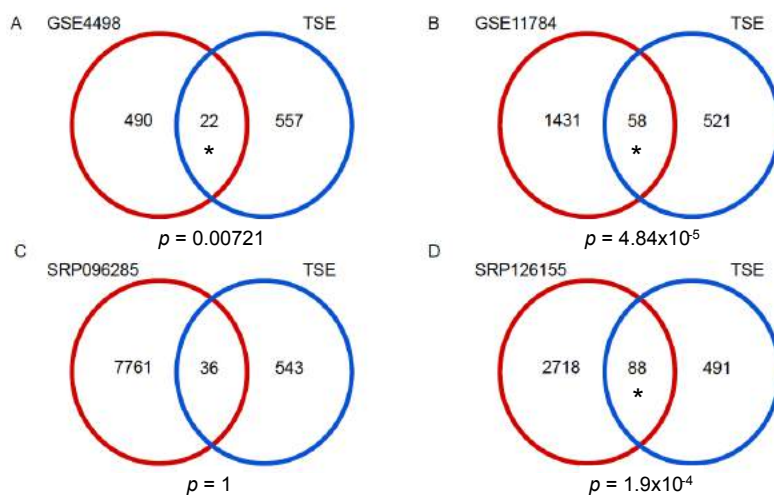 A GSE4498 TSE
490 22 557
*
p = 0.00721
B GSE11784 TSE
1431 58 521
*
p = 4.84x10-5
C SRP096285 TSE
7761 36 543
p = 1
D SRP126155 TSE
2718 88 491
*
p = 1.9x10-4